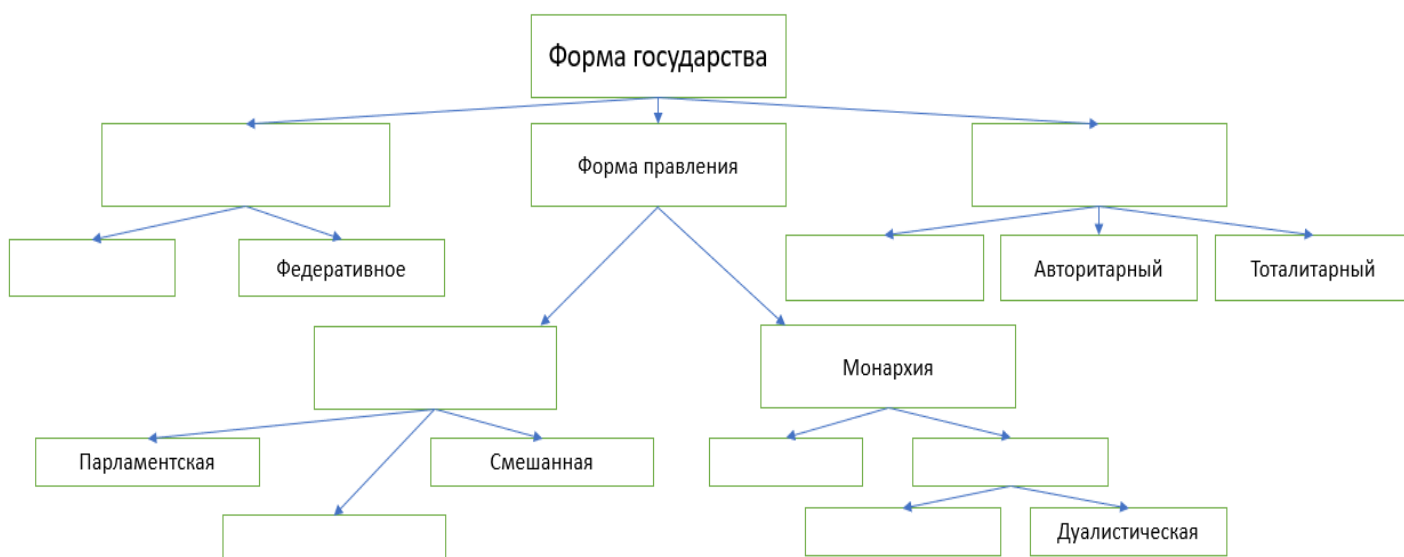 Форма государства
Форма правления
Федеративное
Авторитарный
Тоталитарный
Монархия
Парламентская
Смешанная
Дуалистическая